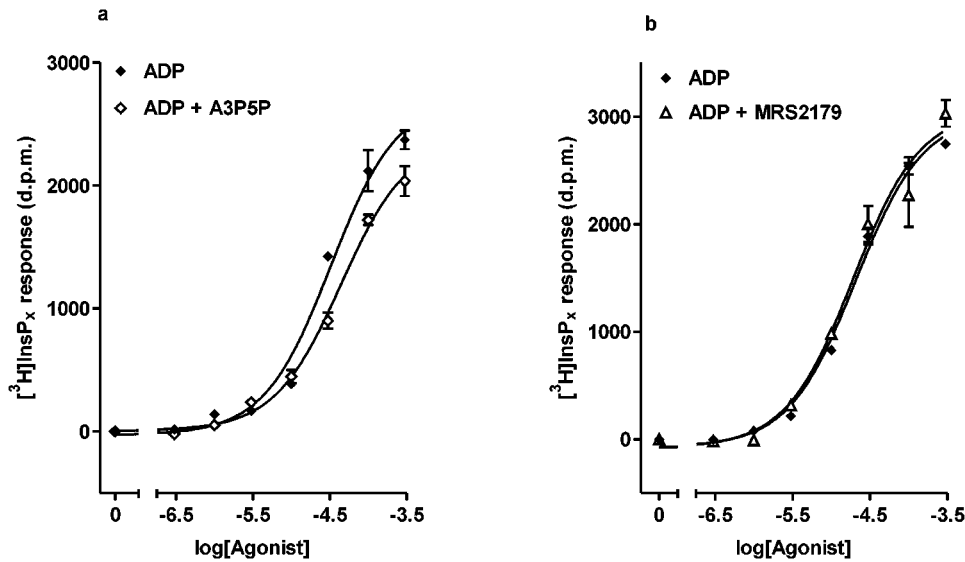 a
3000
2000
1000
0
ADP
ADP + A3P5P
[³H]InsPₓ response (d.p.m.)
0 -6.5 -5.5 -4.5 -3.5
log[Agonist]
b
3000
2000
1000
0
ADP
ADP + MRS2179
[³H]InsPₓ response (d.p.m.)
0 -6.5 -5.5 -4.5 -3.5
log[Agonist]